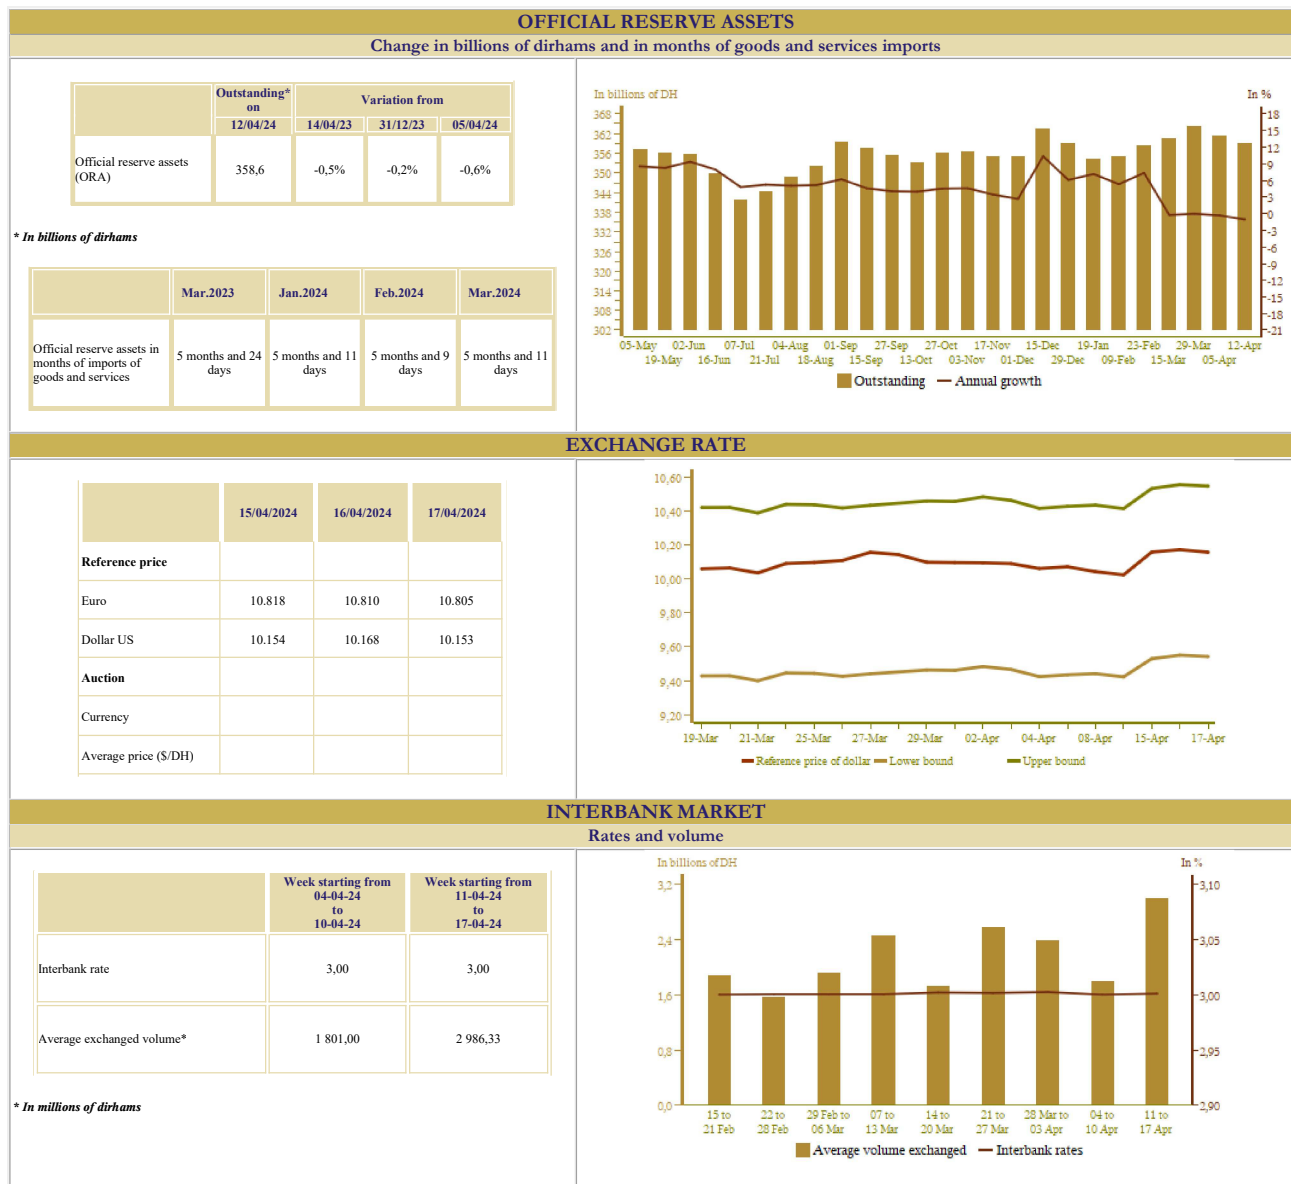 OFFICIAL RESERVE ASSETS
Change in billions of dirhams and in months of goods and services imports
Outstanding* on
Variation from
12/04/24 14/04/23 31/12/23 05/04/24
Official reserve assets (ORA) 358,6 -0,5% -0,2% -0,6%
* In billions of dirhams
Mar.2023 Jan.2024 Feb.2024 Mar.2024
Official reserve assets in months of imports of goods and services 5 months and 24 days 5 months and 11 days 5 months and 9 days 5 months and 11 days
In billions of DH
In %
368
362
356
350
344
338
332
326
320
314
308
302
18
15
12
9
6
3
0
-3
-6
-9
-12
-15
-18
-21
05-May 02-Jun 07-Jul 04-Aug 01-Sep 27-Sep 27-Oct 17-Nov 15-Dec 19-Jan 23-Feb 29-Mar 12-Apr
19-May 16-Jun 21-Jul 18-Aug 15-Sep 13-Oct 03-Nov 01-Dec 29-Dec 09-Feb 15-Mar 05-Apr
Outstanding Annual growth
EXCHANGE RATE
15/04/2024 16/04/2024 17/04/2024
Reference price
Euro 10.818 10.810 10.805
Dollar US 10.154 10.168 10.153
Auction
Currency
Average price ($/DH)
10,60
10,40
10,20
10,00
9,80
9,60
9,40
9,20
19-Mar 21-Mar 25-Mar 27-Mar 29-Mar 02-Apr 04-Apr 08-Apr 15-Apr 17-Apr
Reference price of dollar Lower bound Upper bound
INTERBANK MARKET
Rates and volume
Week starting from 04-04-24 to 10-04-24
Week starting from 11-04-24 to 17-04-24
Interbank rate 3,00 3,00
Average exchanged volume* 1 801,00 2 986,33
* In millions of dirhams
In billions of DH
In %
3,2
2,4
1,6
0,8
0,0
3,10
3,05
3,00
2,95
2,90
15 to 22 to 29 Feb to 07 to 14 to 21 to 28 Mar to 04 to 11 to
21 Feb 28 Feb 06 Mar 13 Mar 20 Mar 27 Mar 03 Apr 10 Apr 17 Apr
Average volume exchanged Interbank rates